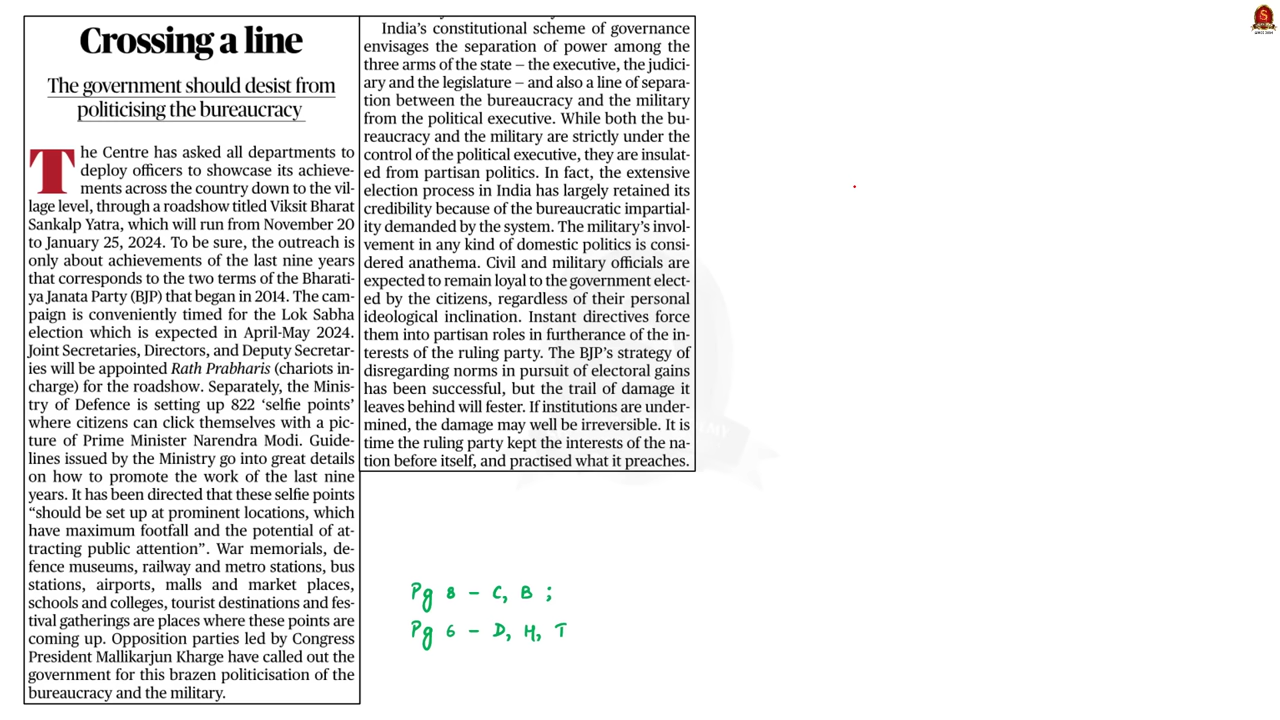 Crossing a line
The government should desist from
politicising the bureaucracy
The Centre has asked all departments to
deploy officers to showcase its achieve-
ments across the country down to the vil-
lage level, through a roadshow titled Viksit Bharat
Sankalp Yatra, which will run from November 20
to January 25, 2024. To be sure, the outreach is
only about achievements of the last nine years
that corresponds to the two terms of the Bharati-
ya Janata Party (BJP) that began in 2014. The cam-
paign is conveniently timed for the Lok Sabha
election which is expected in April-May 2024.
Joint Secretaries, Directors, and Deputy Secretar-
ies will be appointed Rath Prabharis (chariots in-
charge) for the roadshow. Separately, the Minis-
try of Defence is setting up 822 ‘selfie points’
where citizens can click themselves with a pic-
ture of Prime Minister Narendra Modi. Guide-
lines issued by the Ministry go into great details
on how to promote the work of the last nine
years. It has been directed that these selfie points
“should be set up at prominent locations, which
have maximum footfall and the potential of at-
tracting public attention”. War memorials, de-
fence museums, railway and metro stations, bus
stations, airports, malls and market places,
schools and colleges, tourist destinations and fes-
tival gatherings are places where these points are
coming up. Opposition parties led by Congress
President Mallikarjun Kharge have called out the
government for this brazen politicisation of the
bureaucracy and the military.
India’s constitutional scheme of governance
envisages the separation of power among the
three arms of the state – the executive, the judici-
ary and the legislature – and also a line of separa-
tion between the bureaucracy and the military
from the political executive. While both the bu-
reaucracy and the military are strictly under the
control of the political executive, they are insulat-
ed from partisan politics. In fact, the extensive
election process in India has largely retained its
credibility because of the bureaucratic impartial-
ity demanded by the system. The military’s invol-
vement in any kind of domestic politics is consi-
dered anathema. Civil and military officials are
expected to remain loyal to the government elect-
ed by the citizens, regardless of their personal
ideological inclination. Instant directives force
them into partisan roles in furtherance of the in-
terests of the ruling party. The BJP’s strategy of
disregarding norms in pursuit of electoral gains
has been successful, but the trail of damage it
leaves behind will fester. If institutions are under-
mined, the damage may well be irreversible. It is
time the ruling party kept the interests of the na-
tion before itself, and practised what it preaches.
Pg 8 – C, B ;
Pg 6 – D, H, T